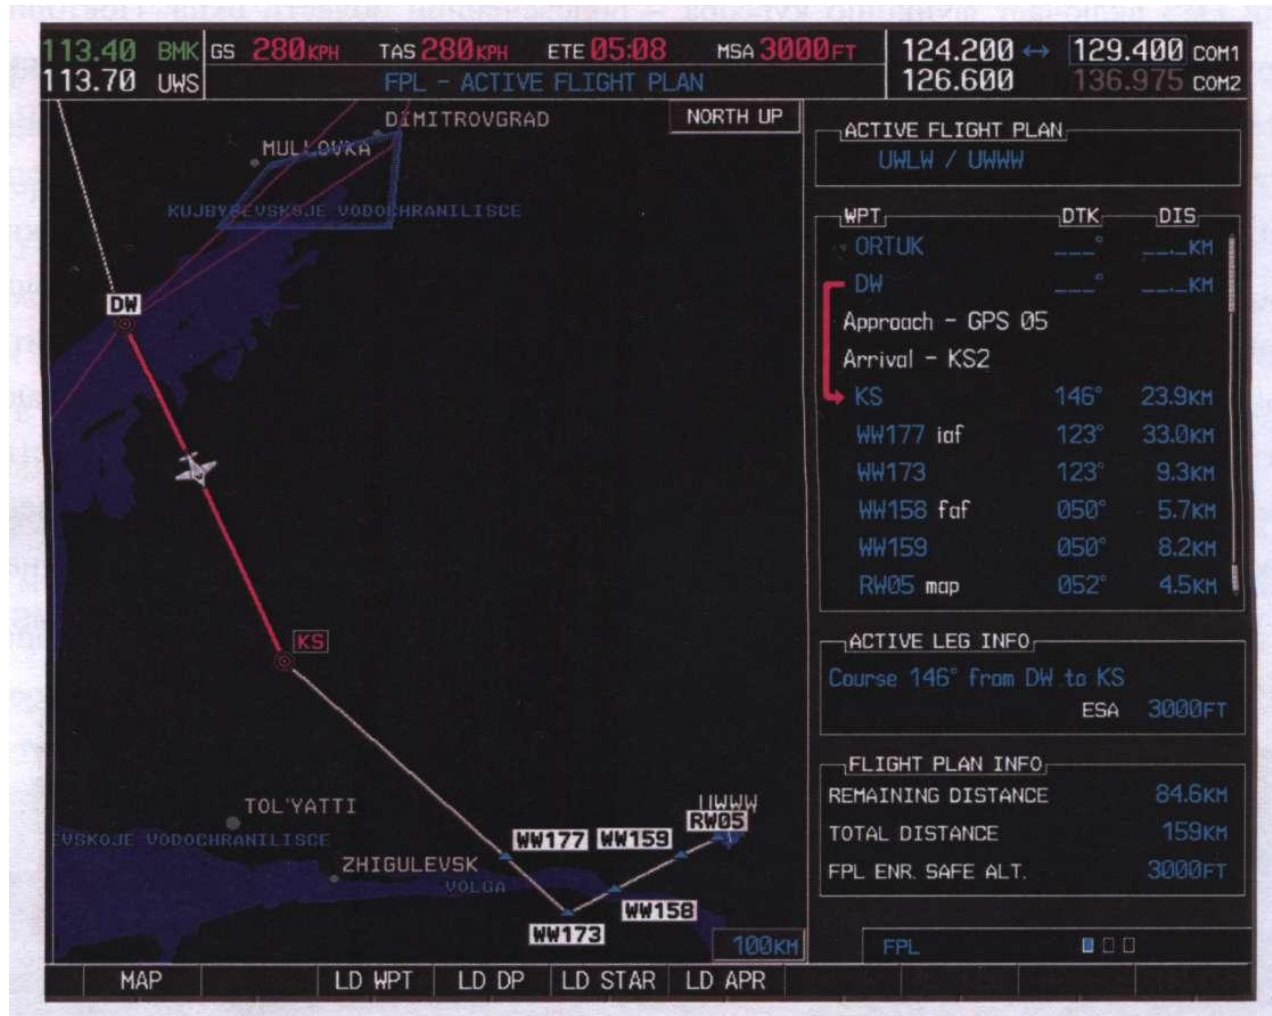 113.40 BMK GS 280KPH TAS 280KPH ETE 05:08 MSA 3000FT 124.200 ↔ 129.400 COM1
113.70 UWS FPL – ACTIVE FLIGHT PLAN 126.600 136.975 COM2
NORTH UP
DIMITROVGRAD
MULLOVKA
KUJBYSEVSKOJE VODOCHRANILISCE
DW
KS
TOL'YATTI
EVSKOJE VODOCHRANILISCE
ZHIGULEVSK
VOLGA
UWWW
RW05
WW177 WW159
WW158
WW173
100KM
ACTIVE FLIGHT PLAN
UWLW / UWWW
WPT DTK DIS
ORTUK ___° __._KM
DW ___° __._KM
Approach – GPS 05
Arrival – KS2
KS 146° 23.9KM
WW177 iaf 123° 33.0KM
WW173 123° 9.3KM
WW158 faf 050° 5.7KM
WW159 050° 8.2KM
RW05 map 052° 4.5KM
ACTIVE LEG INFO
Course 146° from DW to KS
ESA 3000FT
FLIGHT PLAN INFO
REMAINING DISTANCE 84.6KM
TOTAL DISTANCE 159KM
FPL ENR. SAFE ALT. 3000FT
FPL
MAP LD WPT LD DP LD STAR LD APR